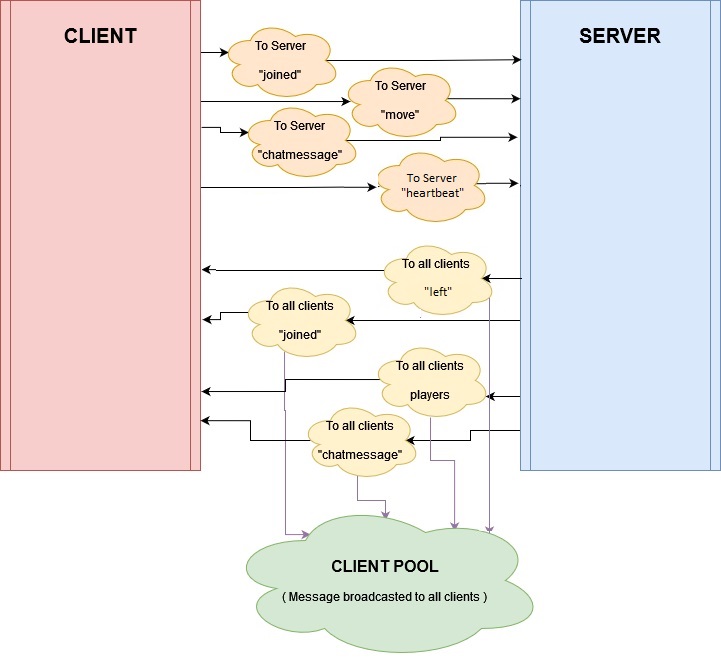 CLIENT
SERVER
To Server
"joined"
To Server
"move"
To Server
"chatmessage"
To Server
"heartbeat"
To all clients
"left"
To all clients
"joined"
To all clients
players
To all clients
"chatmessage"
CLIENT POOL
( Message broadcasted to all clients )